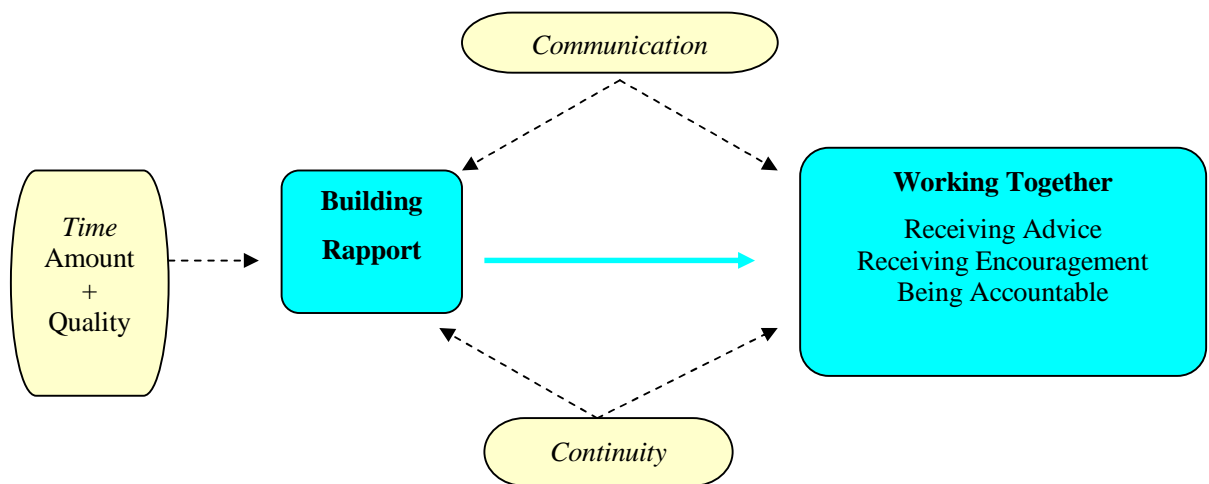 Communication
Time
Amount
+
Quality
Building
Rapport
Working Together
Receiving Advice
Receiving Encouragement
Being Accountable
Continuity